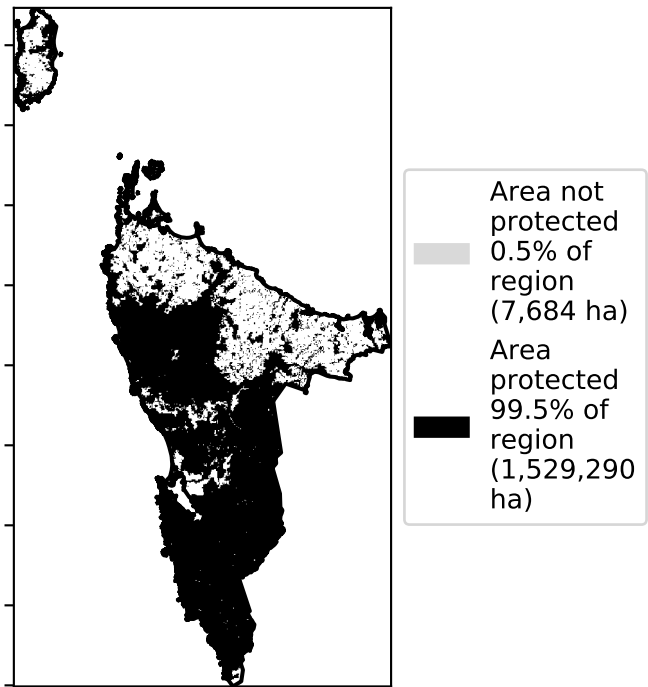 Area not
protected
0.5% of
region
(7,684 ha)
Area
protected
99.5% of
region
(1,529,290
ha)